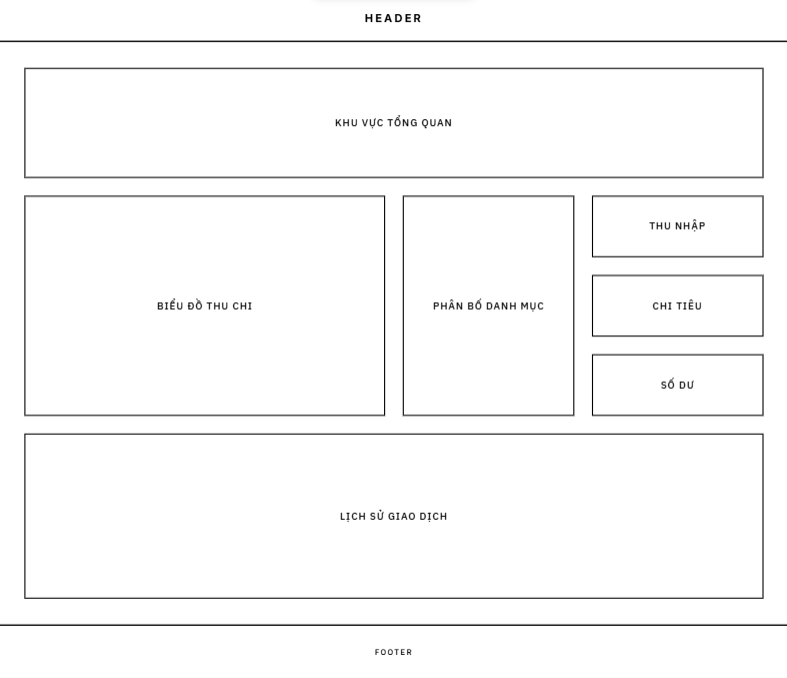 HEADER
KHU VỰC TỔNG QUAN
BIỂU ĐỒ THU CHI
PHÂN BỐ DANH MỤC
THU NHẬP
CHI TIÊU
SỐ DƯ
LỊCH SỬ GIAO DỊCH
FOOTER